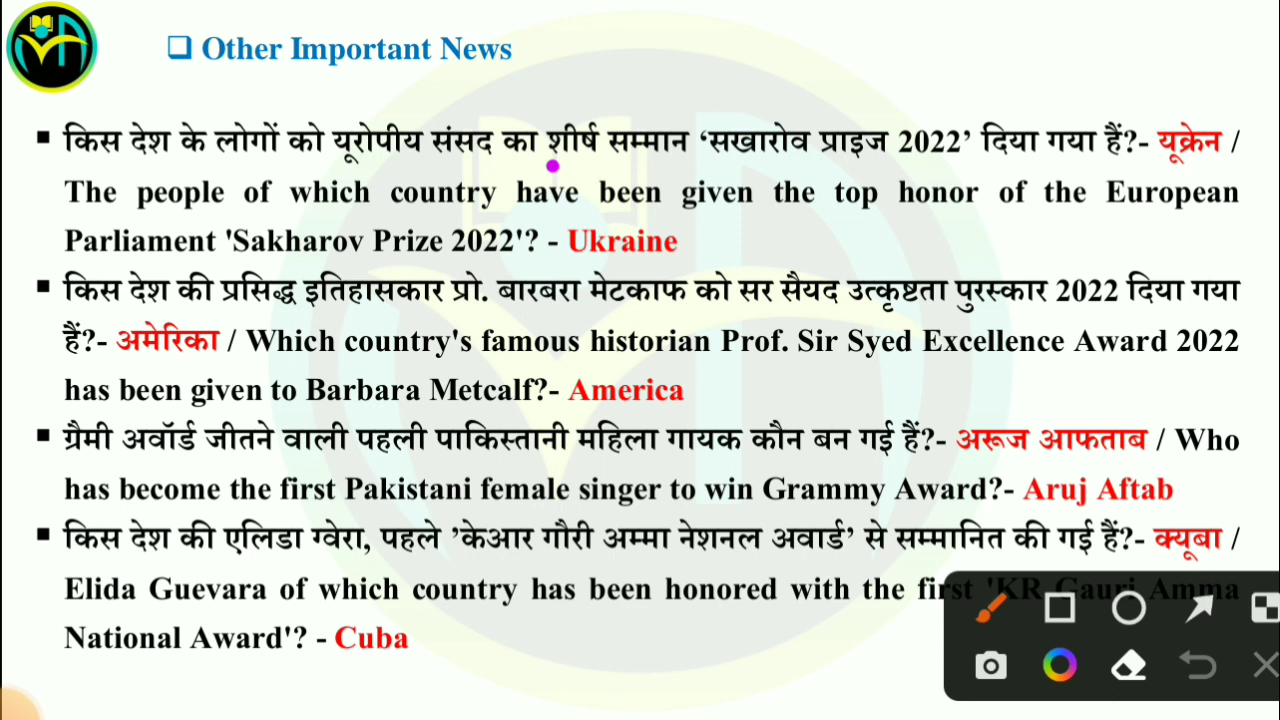 Other Important News
किस देश के लोगों को यूरोपीय संसद का शीर्ष सम्मान ‘सखारोव प्राइज 2022’ दिया गया हैं?- यूक्रेन /
The people of which country have been given the top honor of the European
Parliament 'Sakharov Prize 2022'? - Ukraine
किस देश की प्रसिद्ध इतिहासकार प्रो. बारबरा मेटकाफ को सर सैयद उत्कृष्टता पुरस्कार 2022 दिया गया
हैं?- अमेरिका / Which country's famous historian Prof. Sir Syed Excellence Award 2022
has been given to Barbara Metcalf?- America
ग्रैमी अवॉर्ड जीतने वाली पहली पाकिस्तानी महिला गायक कौन बन गई हैं?- अरूज आफताब / Who
has become the first Pakistani female singer to win Grammy Award?- Aruj Aftab
किस देश की एलिडा ग्वेरा, पहले ’केआर गौरी अम्मा नेशनल अवार्ड’ से सम्मानित की गई हैं?- क्यूबा /
Elida Guevara of which country has been honored with the first 'KR Gauri Amma
National Award'? - Cuba